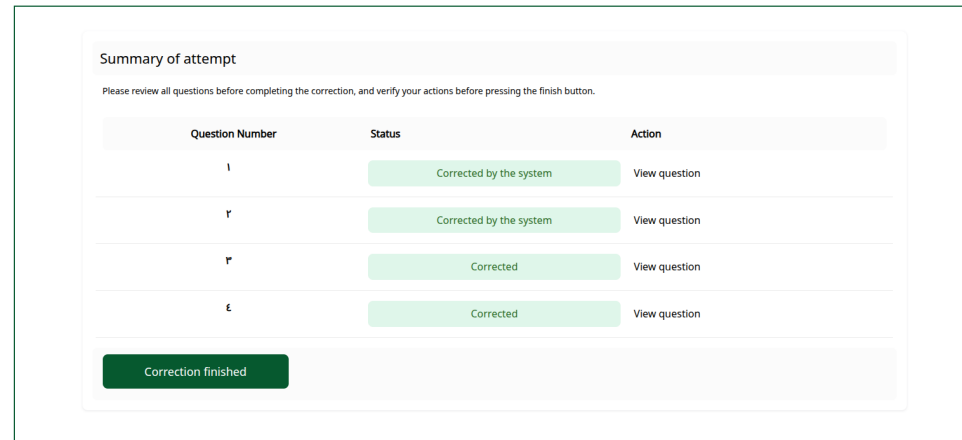 Summary of attempt
Please review all questions before completing the correction, and verify your actions before pressing the finish button.
Question Number Status Action
١ Corrected by the system View question
٢ Corrected by the system View question
٣ Corrected View question
٤ Corrected View question
Correction finished